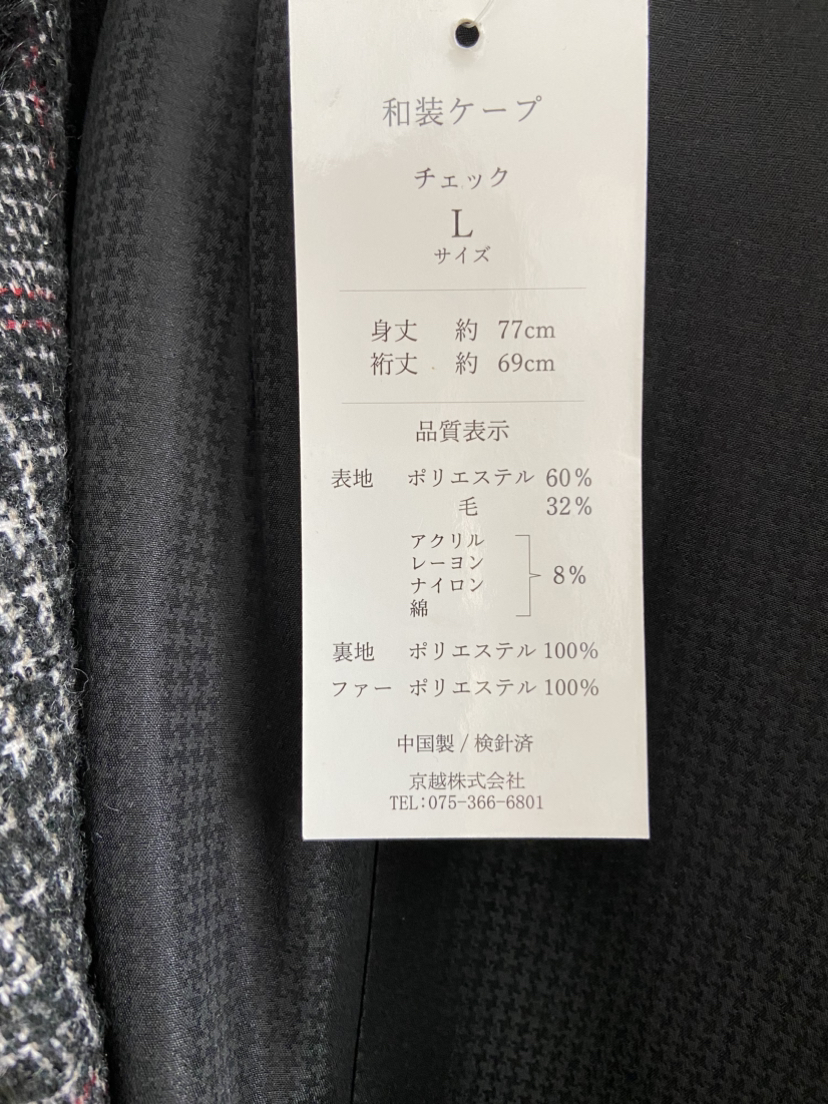 和装ケープ
チェック
L
サイズ
身丈 約 77cm
裄丈 約 69cm
品質表示
表地 ポリエステル 60%
毛 32%
アクリル
レーヨン
ナイロン
綿
8%
裏地 ポリエステル 100%
ファー ポリエステル 100%
中国製/検針済
京越株式会社
TEL:075-366-6801